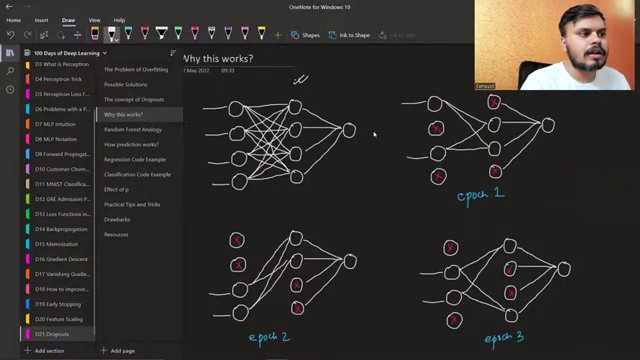 OneNote for Windows 10
File
Home
Insert
Draw
View
Help
Shapes
Ink to Shape
Ink to Math
100 Days of Deep Learning
D3 What is Percep
D4 Perceptron Trick
D5 Perceptron Loss
D6 Problems with a P
D7 MLP Intuition
D8 MLP Notation
D9 Forward Propogat
D10 Customer Churn
D11 MNIST Classific
D12 GRE Admission P
D13 Loss Functions in
D14 Backpropogation
D15 Memoization
D16 Gradient Descent
D17 Vanishing Gradi
D18 How to Improve
D19 Early Stopping
D20 Feature Scaling
D21 Dropouts
Add section
The Problem of Overfitting
Possible Solutions
The concept of Dropouts
Why this works?
Random Forest Analogy
How prediction works?
Regression Code Example
Classification Code Example
Effect of p
Practical Tips and Tricks
Drawbacks
Resources
Add page
Why this works?
May 2022 09:33
epoch 1
epoch 2
epoch 3
CampusX